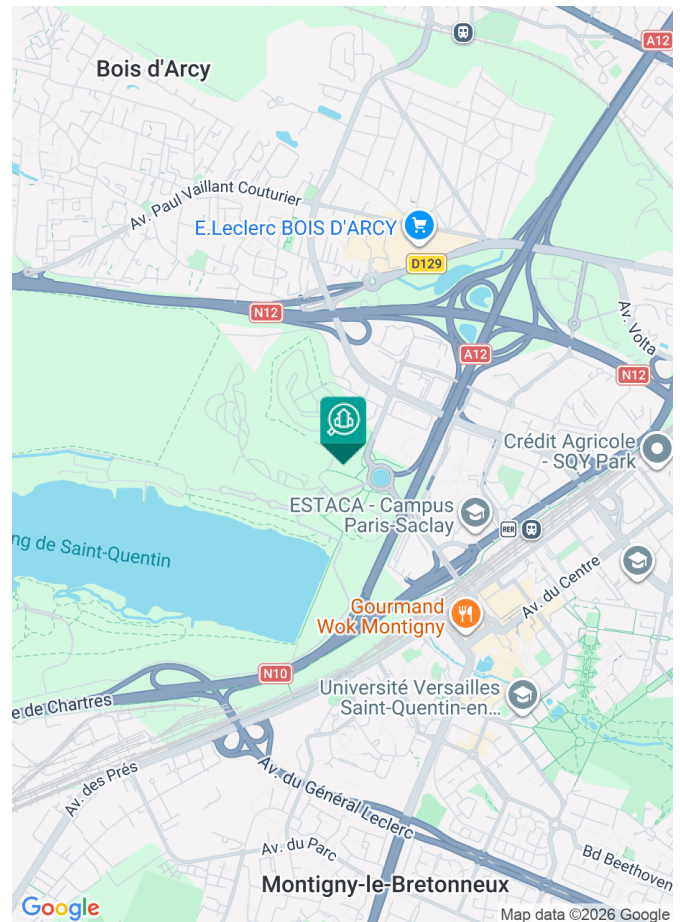 A12
Bois d'Arcy
Av. Paul Vaillant Couturier
E.Leclerc BOIS D'ARCY
D129
N12
Av. Volta
A12
N12
Crédit Agricole
- SQY Park
ESTACA - Campus
Paris-Saclay
RER
ng de Saint-Quentin
Av. du Centre
Gourmand
Wok Montigny
N10
Université Versailles
Saint-Quentin-en...
e de Chartres
Av. des Prés
Av. du Général Leclerc
Av. du Parc
Bd Beethoven
Montigny-le-Bretonneux
Google
Map data ©2026 Google